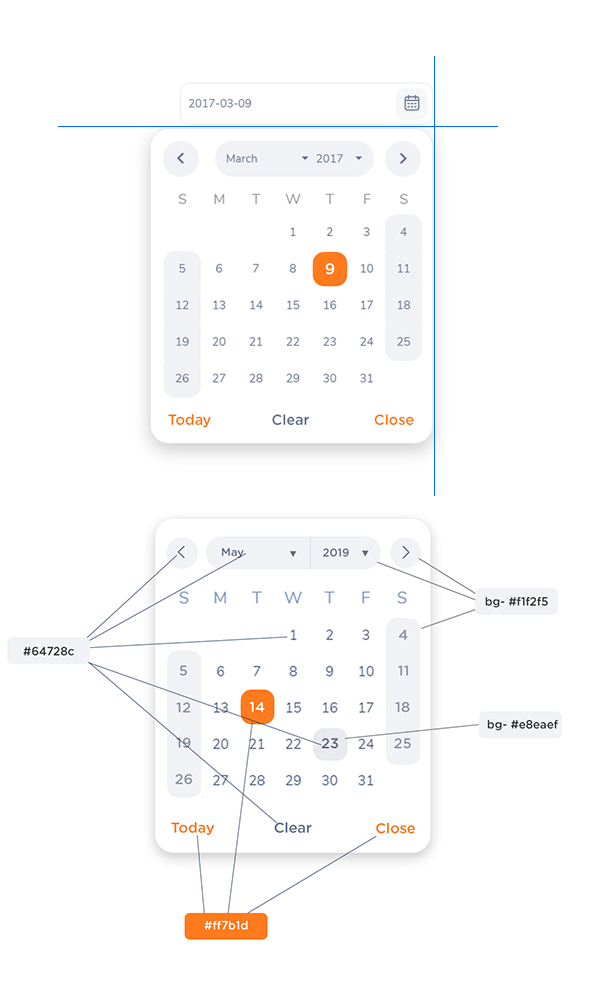 2017-03-09
March 2017
S M T W T F S
1 2 3 4
5 6 7 8 9 10 11
12 13 14 15 16 17 18
19 20 21 22 23 24 25
26 27 28 29 30 31
Today Clear Close
May 2019
S M T W T F S
bg- #f1f2f5
1 2 3 4
#64728c
5 6 7 8 9 10 11
12 13 14 15 16 17 18
bg- #e8eaef
19 20 21 22 23 24 25
26 27 28 29 30 31
Today Clear Close
#ff7b1d